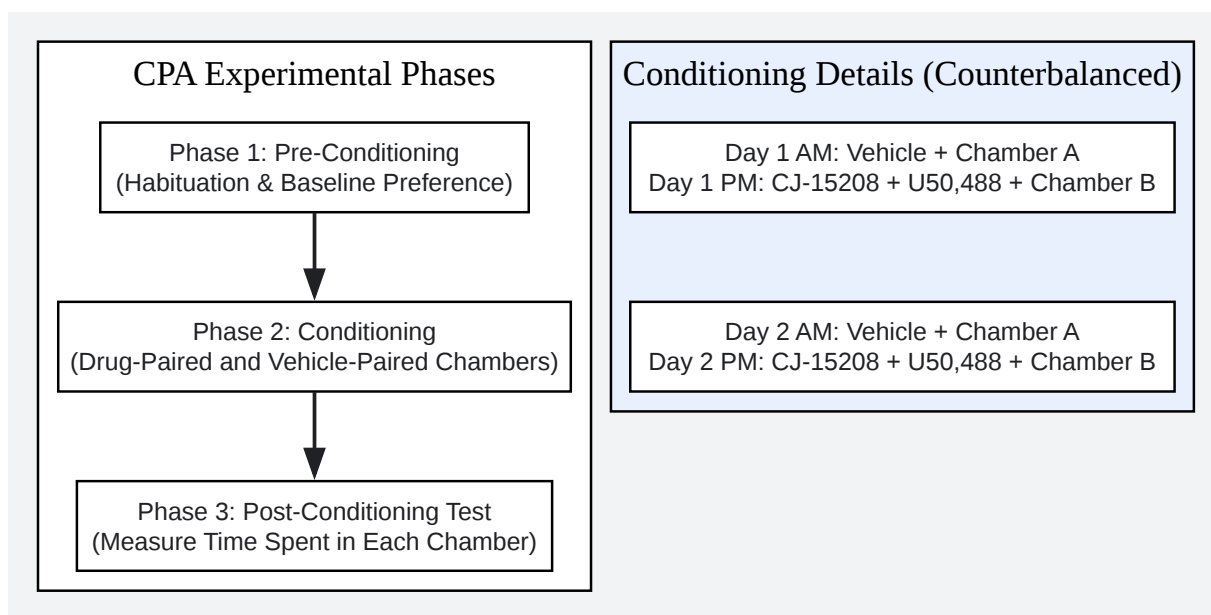 CPA Experimental Phases
Phase 1: Pre-Conditioning
(Habituation & Baseline Preference)
Phase 2: Conditioning
(Drug-Paired and Vehicle-Paired Chambers)
Phase 3: Post-Conditioning Test
(Measure Time Spent in Each Chamber)
Conditioning Details (Counterbalanced)
Day 1 AM: Vehicle + Chamber A
Day 1 PM: CJ-15208 + U50,488 + Chamber B
Day 2 AM: Vehicle + Chamber A
Day 2 PM: CJ-15208 + U50,488 + Chamber B